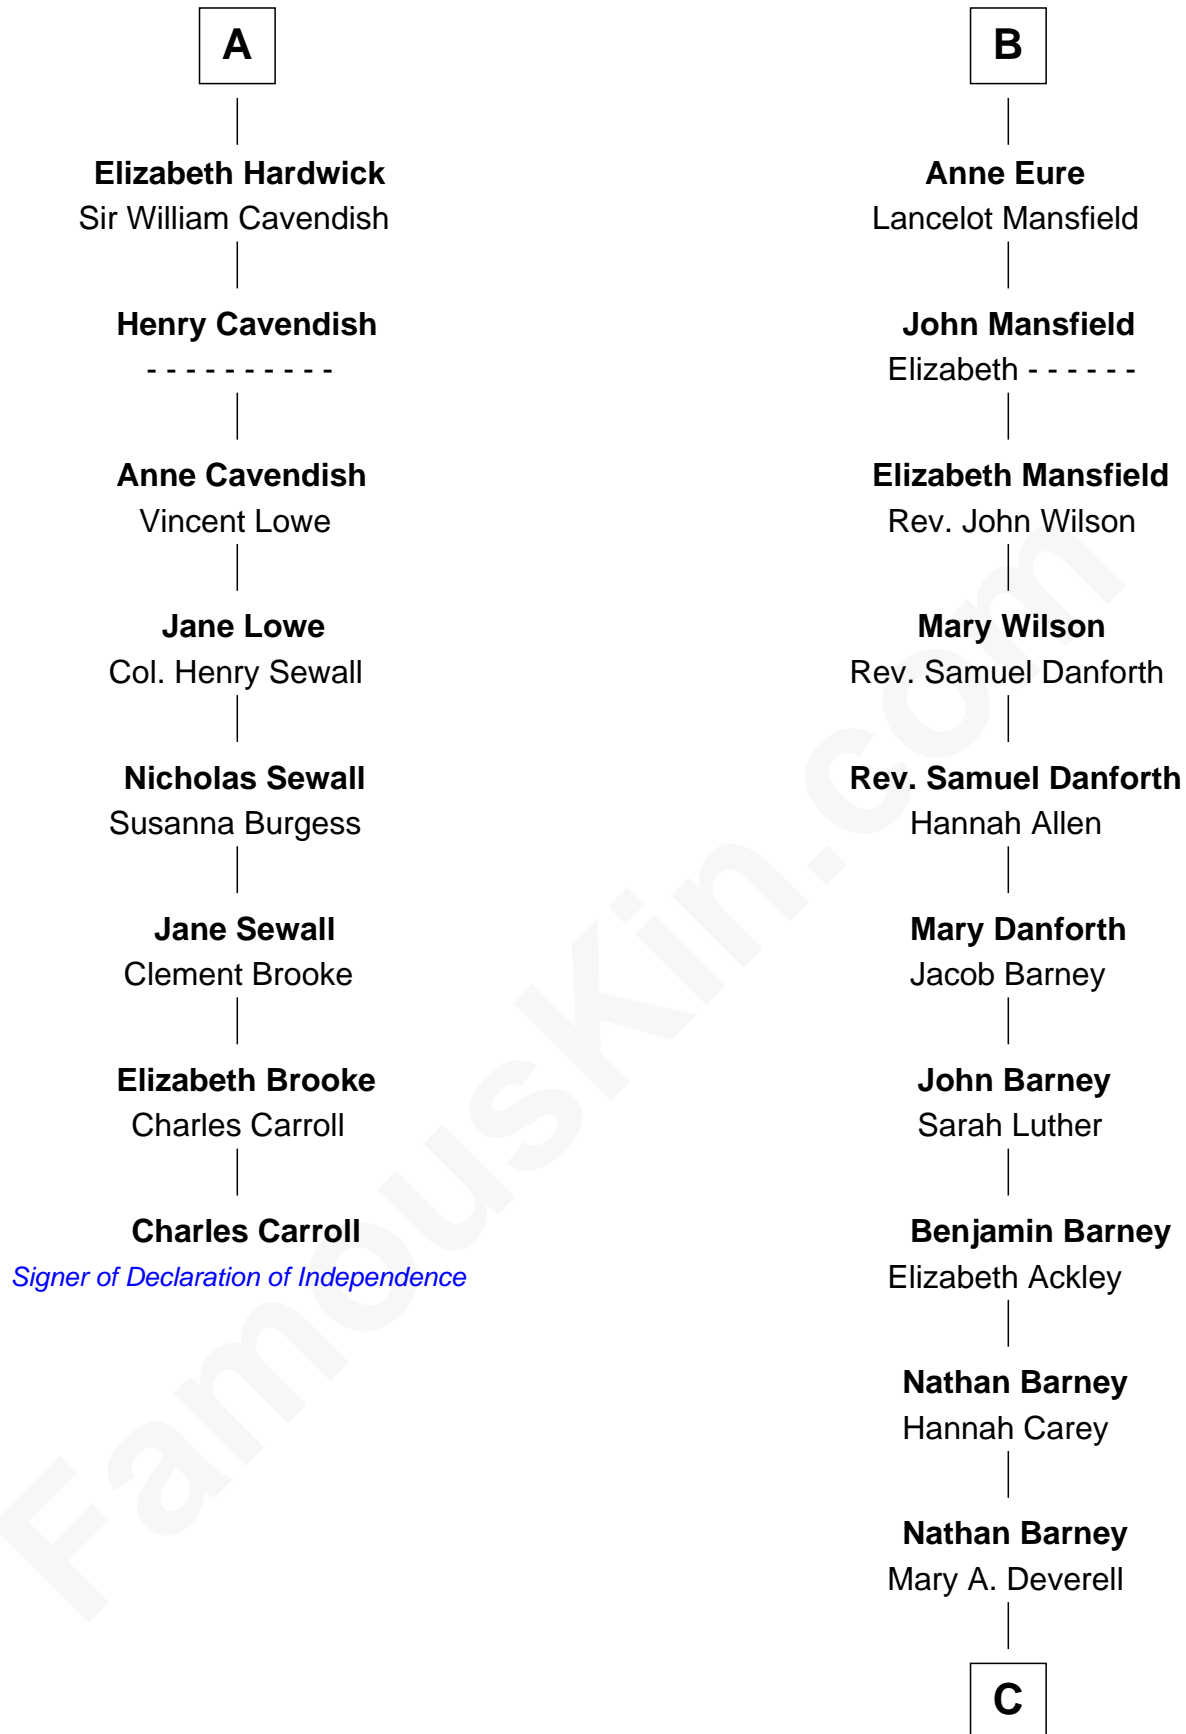 A
Elizabeth Hardwick
Sir William Cavendish
Henry Cavendish
- - - - - - - - - -
Anne Cavendish
Vincent Lowe
Jane Lowe
Col. Henry Sewall
Nicholas Sewall
Susanna Burgess
Jane Sewall
Clement Brooke
Elizabeth Brooke
Charles Carroll
Charles Carroll
Signer of Declaration of Independence
B
Anne Eure
Lancelot Mansfield
John Mansfield
Elizabeth - - - - - -
Elizabeth Mansfield
Rev. John Wilson
Mary Wilson
Rev. Samuel Danforth
Rev. Samuel Danforth
Hannah Allen
Mary Danforth
Jacob Barney
John Barney
Sarah Luther
Benjamin Barney
Elizabeth Ackley
Nathan Barney
Hannah Carey
Nathan Barney
Mary A. Deverell
C
FamousKin.com